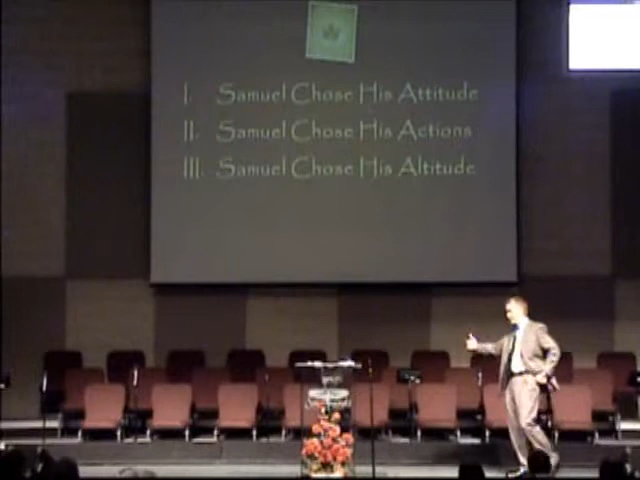 I. Samuel Chose His Attitude
II. Samuel Chose His Actions
III. Samuel Chose His Altitude